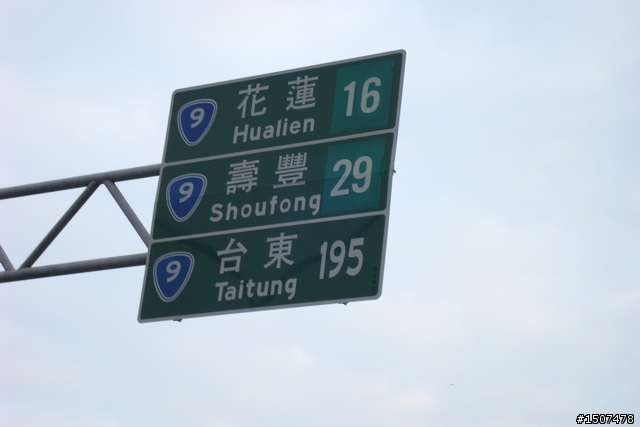 9 花蓮 16
Hualien
9 壽豐 29
Shoufong
9 台東 195
Taitung
#1507478